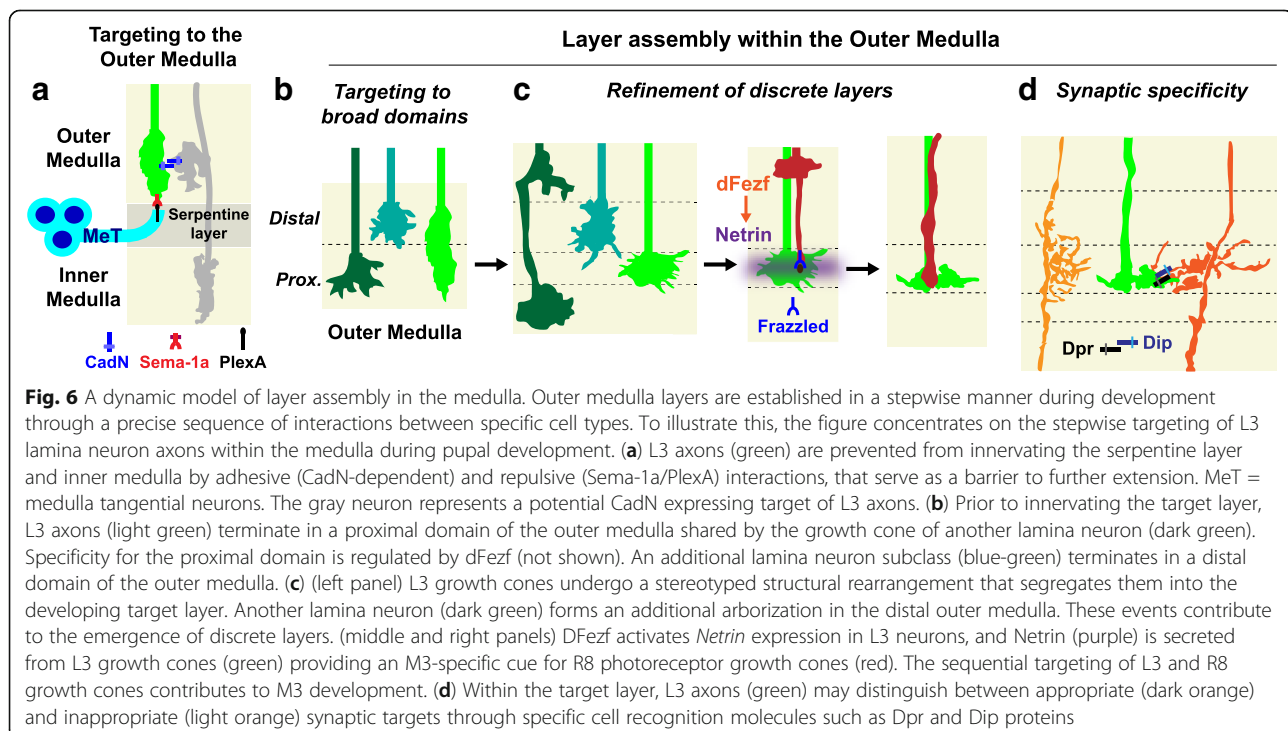 Targeting to the
Outer Medulla
Layer assembly within the Outer Medulla
a
Outer
Medulla
MeT
Serpentine
layer
Inner
Medulla
CadN
Sema-1a
PlexA
b
Targeting to
broad domains
Distal
Prox.
Outer Medulla
c
Refinement of discrete layers
dFezf
Netrin
Frazzled
d
Synaptic specificity
Dpr
Dip
Fig. 6 A dynamic model of layer assembly in the medulla. Outer medulla layers are established in a stepwise manner during development
through a precise sequence of interactions between specific cell types. To illustrate this, the figure concentrates on the stepwise targeting of L3
lamina neuron axons within the medulla during pupal development. (a) L3 axons (green) are prevented from innervating the serpentine layer
and inner medulla by adhesive (CadN-dependent) and repulsive (Sema-1a/PlexA) interactions, that serve as a barrier to further extension. MeT =
medulla tangential neurons. The gray neuron represents a potential CadN expressing target of L3 axons. (b) Prior to innervating the target layer,
L3 axons (light green) terminate in a proximal domain of the outer medulla shared by the growth cone of another lamina neuron (dark green).
Specificity for the proximal domain is regulated by dFezf (not shown). An additional lamina neuron subclass (blue-green) terminates in a distal
domain of the outer medulla. (c) (left panel) L3 growth cones undergo a stereotyped structural rearrangement that segregates them into the
developing target layer. Another lamina neuron (dark green) forms an additional arborization in the distal outer medulla. These events contribute
to the emergence of discrete layers. (middle and right panels) DFezf activates Netrin expression in L3 neurons, and Netrin (purple) is secreted
from L3 growth cones (green) providing an M3-specific cue for R8 photoreceptor growth cones (red). The sequential targeting of L3 and R8
growth cones contributes to M3 development. (d) Within the target layer, L3 axons (green) may distinguish between appropriate (dark orange)
and inappropriate (light orange) synaptic targets through specific cell recognition molecules such as Dpr and Dip proteins